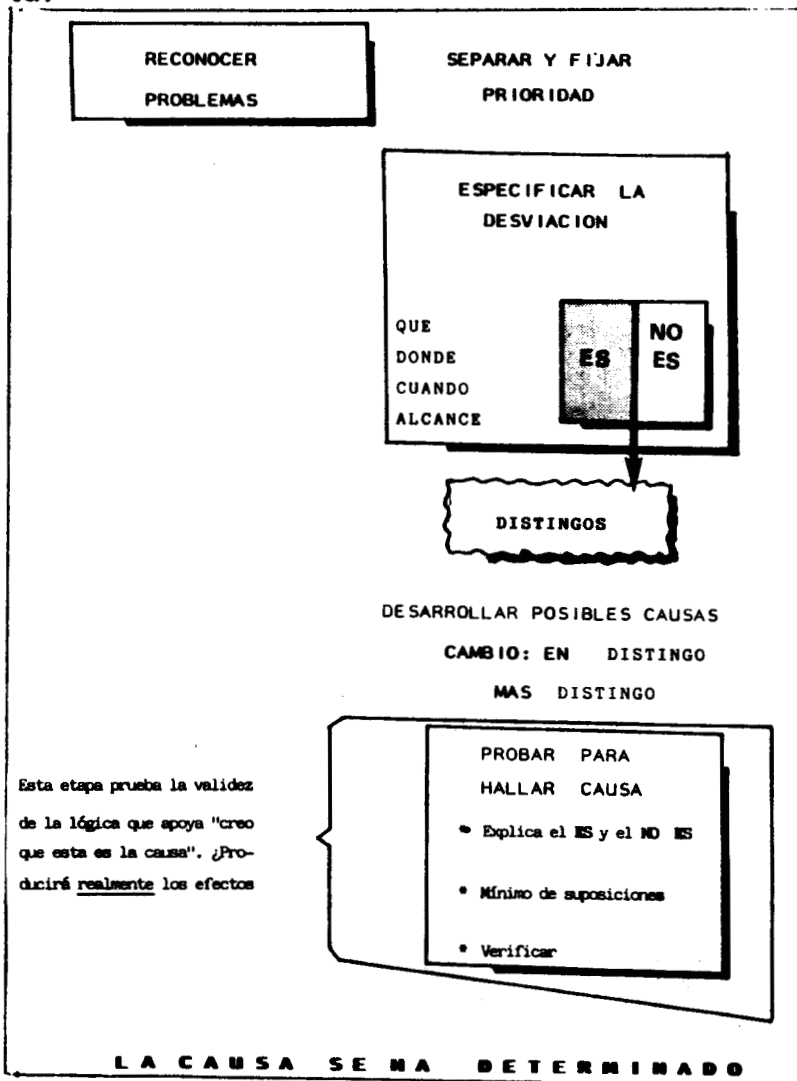 RECONOCER
PROBLEMAS
SEPARAR Y FIJAR
PRIORIDAD
ESPECIFICAR LA
DESVIACION
QUE
DONDE
CUANDO
ALCANCE
ES
NO
ES
DISTINGOS
DESARROLLAR POSIBLES CAUSAS
CAMBIO: EN DISTINGO
MAS DISTINGO
Esta etapa prueba la validez
de la lógica que apoya "creo
que esta es la causa". ¿Pro-
ducirá realmente los efectos
PROBAR PARA
HALLAR CAUSA
* Explica el ES y el NO ES
* Mínimo de suposiciones
* Verificar
LA CAUSA SE HA DETERMINADO